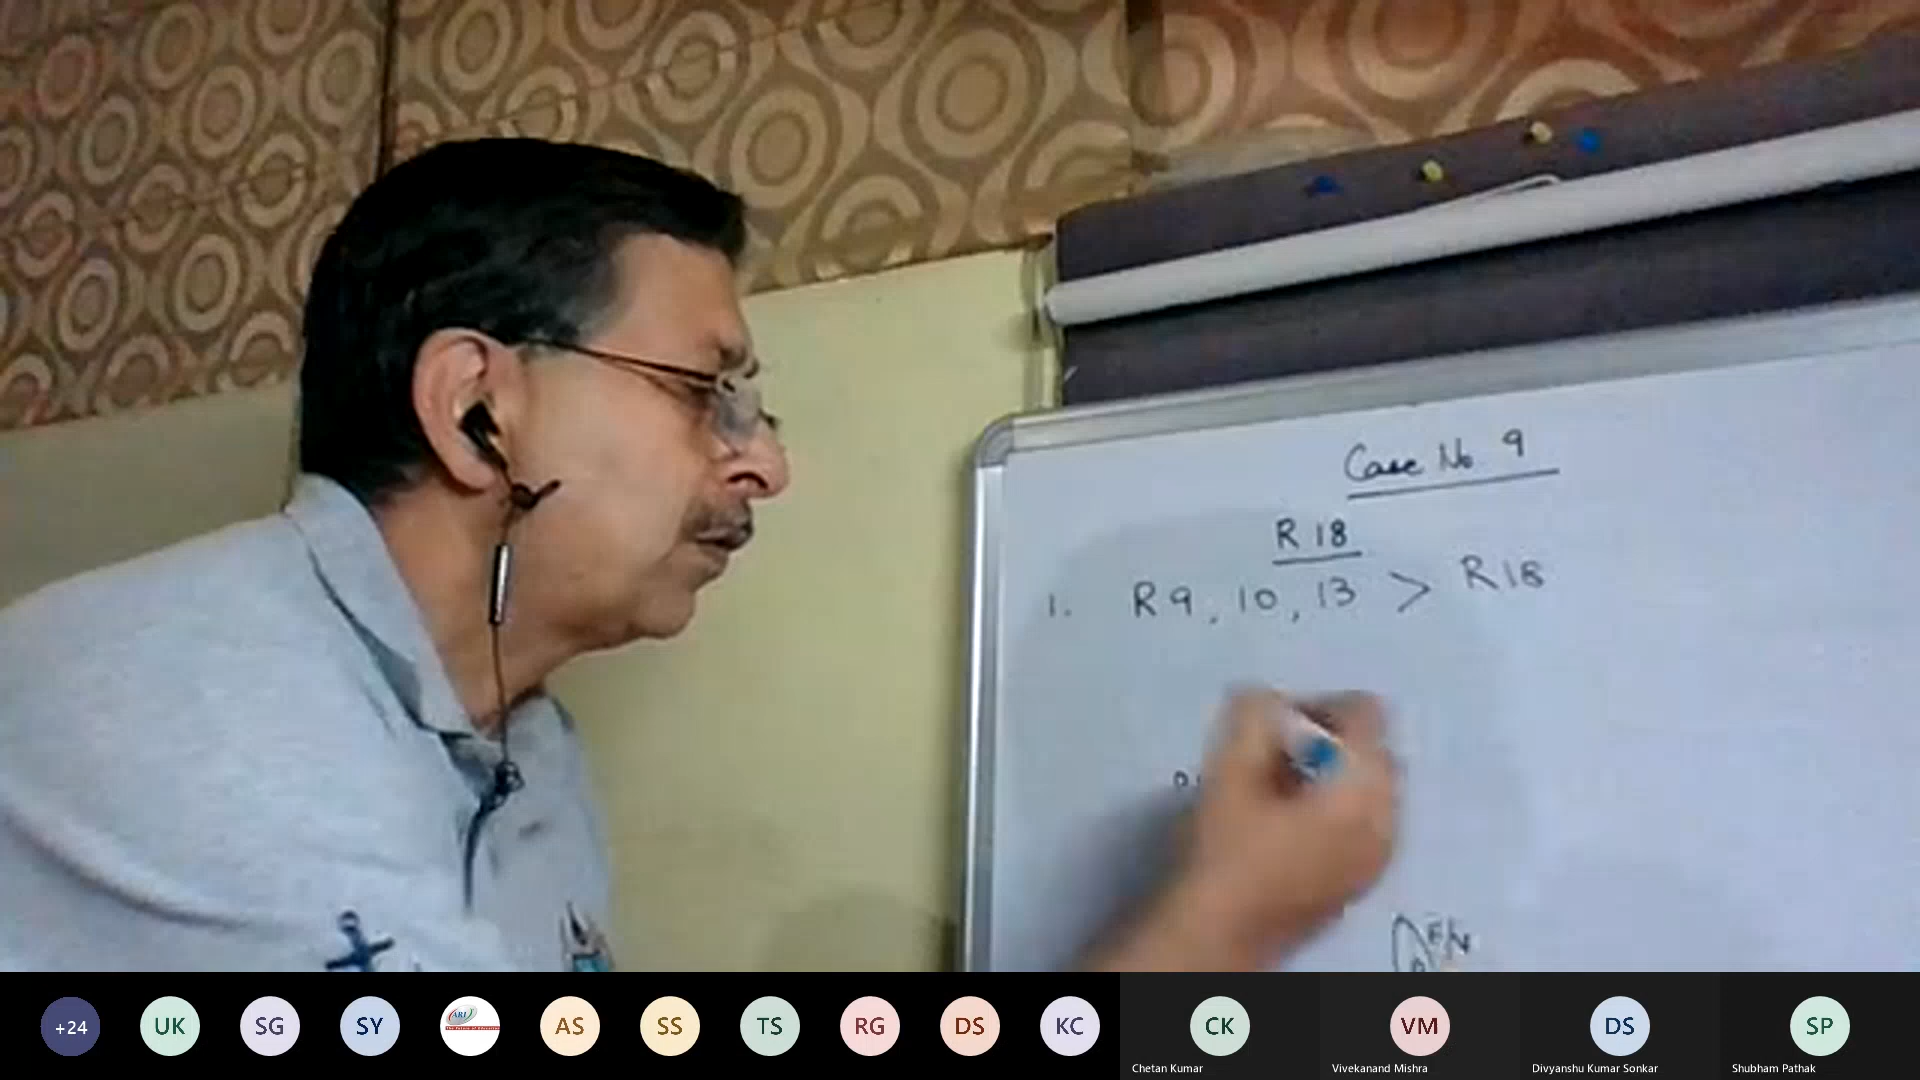 Case No. 9
R 18
1. R 9, 10, 13 > R 18
+24
UK
SG
SY
ARI
AS
SS
TS
RG
DS
KC
CK
VM
DS
SP
Chetan Kumar
Vivekanand Mishra
Divyanshu Kumar Sonkar
Shubham Pathak